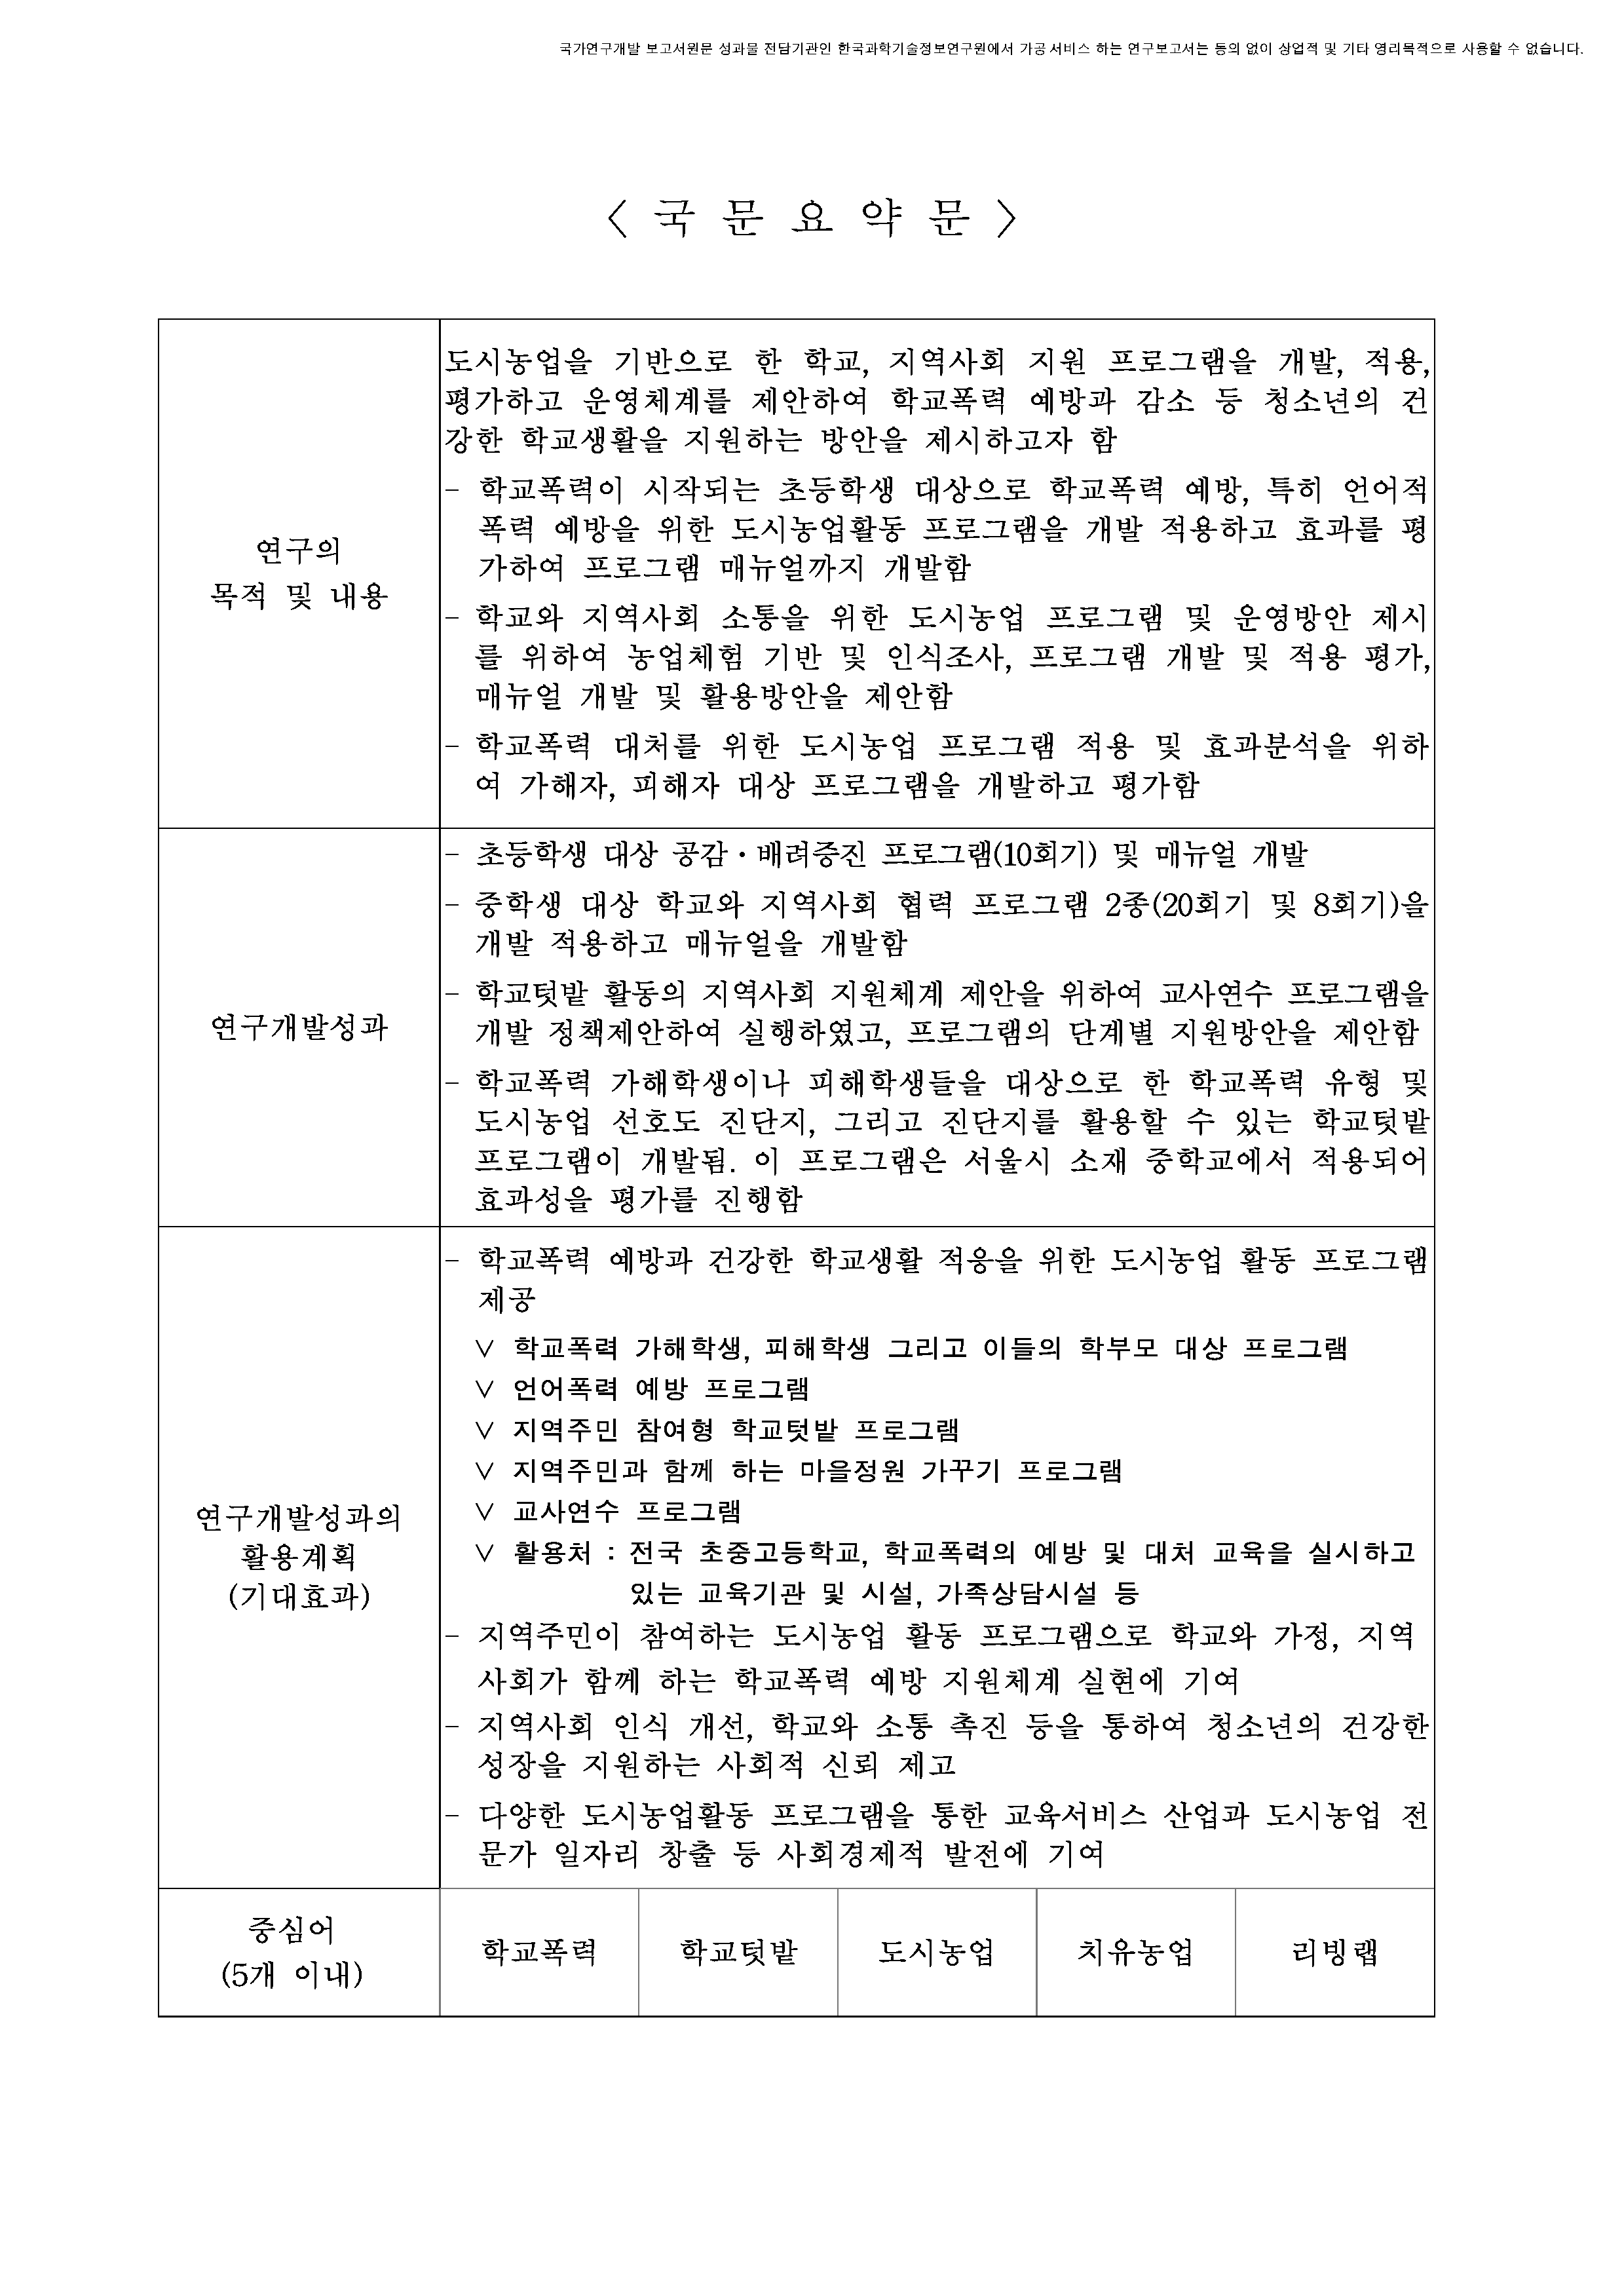 국가연구개발 보고서원문 성과물 전담기관인 한국과학기술정보연구원에서 가공·서비스 하는 연구보고서는 동의 없이 상업적 및 기타 영리목적으로 사용할 수 없습니다.
< 국 문 요 약 문 >
연구의
목적 및 내용
도시농업을 기반으로 한 학교, 지역사회 지원 프로그램을 개발, 적용,
평가하고 운영체계를 제안하여 학교폭력 예방과 감소 등 청소년의 건
강한 학교생활을 지원하는 방안을 제시하고자 함
- 학교폭력이 시작되는 초등학생 대상으로 학교폭력 예방, 특히 언어적
폭력 예방을 위한 도시농업활동 프로그램을 개발 적용하고 효과를 평
가하여 프로그램 매뉴얼까지 개발함
- 학교와 지역사회 소통을 위한 도시농업 프로그램 및 운영방안 제시
를 위하여 농업체험 기반 및 인식조사, 프로그램 개발 및 적용 평가,
매뉴얼 개발 및 활용방안을 제안함
- 학교폭력 대처를 위한 도시농업 프로그램 적용 및 효과분석을 위하
여 가해자, 피해자 대상 프로그램을 개발하고 평가함
연구개발성과
- 초등학생 대상 공감·배려증진 프로그램(10회기) 및 매뉴얼 개발
- 중학생 대상 학교와 지역사회 협력 프로그램 2종(20회기 및 8회기)을
개발 적용하고 매뉴얼을 개발함
- 학교텃밭 활동의 지역사회 지원체계 제안을 위하여 교사연수 프로그램을
개발 정책제안하여 실행하였고, 프로그램의 단계별 지원방안을 제안함
- 학교폭력 가해학생이나 피해학생들을 대상으로 한 학교폭력 유형 및
도시농업 선호도 진단지, 그리고 진단지를 활용할 수 있는 학교텃밭
프로그램이 개발됨. 이 프로그램은 서울시 소재 중학교에서 적용되어
효과성을 평가를 진행함
연구개발성과의
활용계획
(기대효과)
- 학교폭력 예방과 건강한 학교생활 적응을 위한 도시농업 활동 프로그램
제공
∨ 학교폭력 가해학생, 피해학생 그리고 이들의 학부모 대상 프로그램
∨ 언어폭력 예방 프로그램
∨ 지역주민 참여형 학교텃밭 프로그램
∨ 지역주민과 함께 하는 마을정원 가꾸기 프로그램
∨ 교사연수 프로그램
∨ 활용처 : 전국 초중고등학교, 학교폭력의 예방 및 대처 교육을 실시하고
있는 교육기관 및 시설, 가족상담시설 등
- 지역주민이 참여하는 도시농업 활동 프로그램으로 학교와 가정, 지역
사회가 함께 하는 학교폭력 예방 지원체계 실현에 기여
- 지역사회 인식 개선, 학교와 소통 촉진 등을 통하여 청소년의 건강한
성장을 지원하는 사회적 신뢰 제고
- 다양한 도시농업활동 프로그램을 통한 교육서비스 산업과 도시농업 전
문가 일자리 창출 등 사회경제적 발전에 기여
중심어
(5개 이내)
학교폭력 학교텃밭 도시농업 치유농업 리빙랩